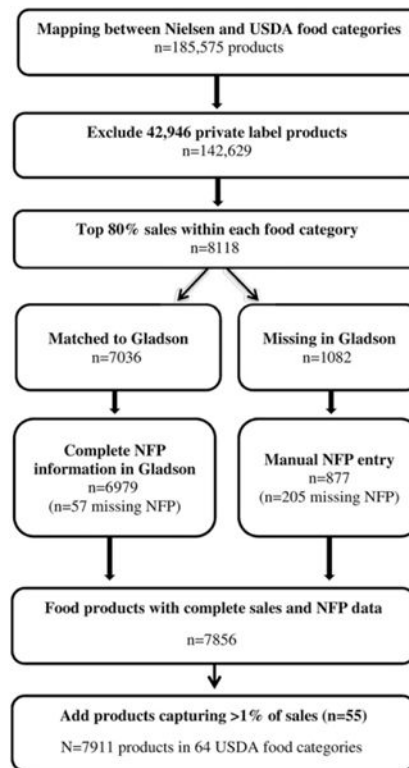 Mapping between Nielsen and USDA food categories
n=185,575 products
Exclude 42,946 private label products
n=142,629
Top 80% sales within each food category
n=8118
Matched to Gladson
n=7036
Missing in Gladson
n=1082
Complete NFP
information in Gladson
n=6979
(n=57 missing NFP)
Manual NFP entry
n=877
(n=205 missing NFP)
Food products with complete sales and NFP data
n=7856
Add products capturing >1% of sales (n=55)
N=7911 products in 64 USDA food categories